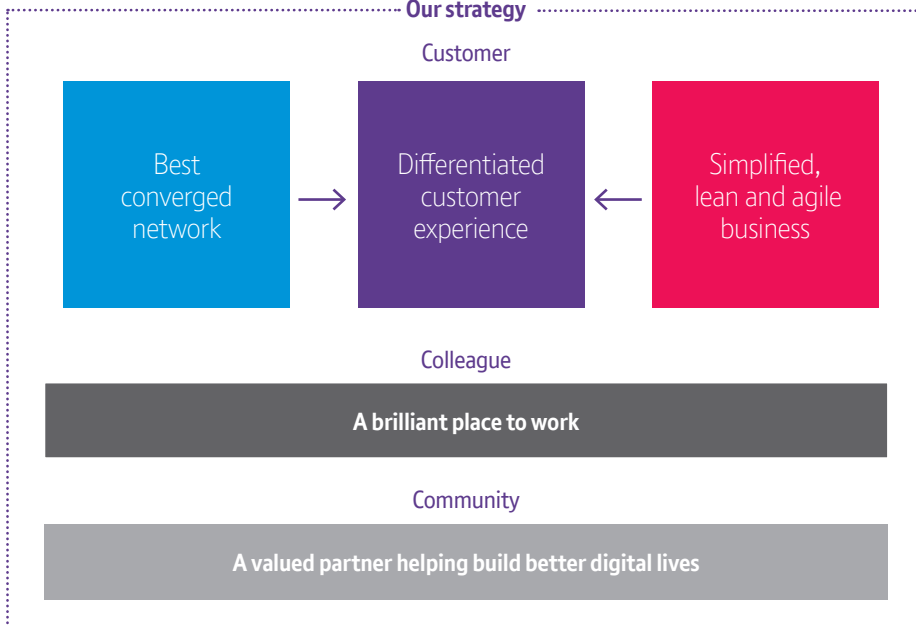 Our strategy
Customer
Best
converged
network
Differentiated
customer
experience
Simplified,
lean and agile
business
Colleague
A brilliant place to work
Community
A valued partner helping build better digital lives